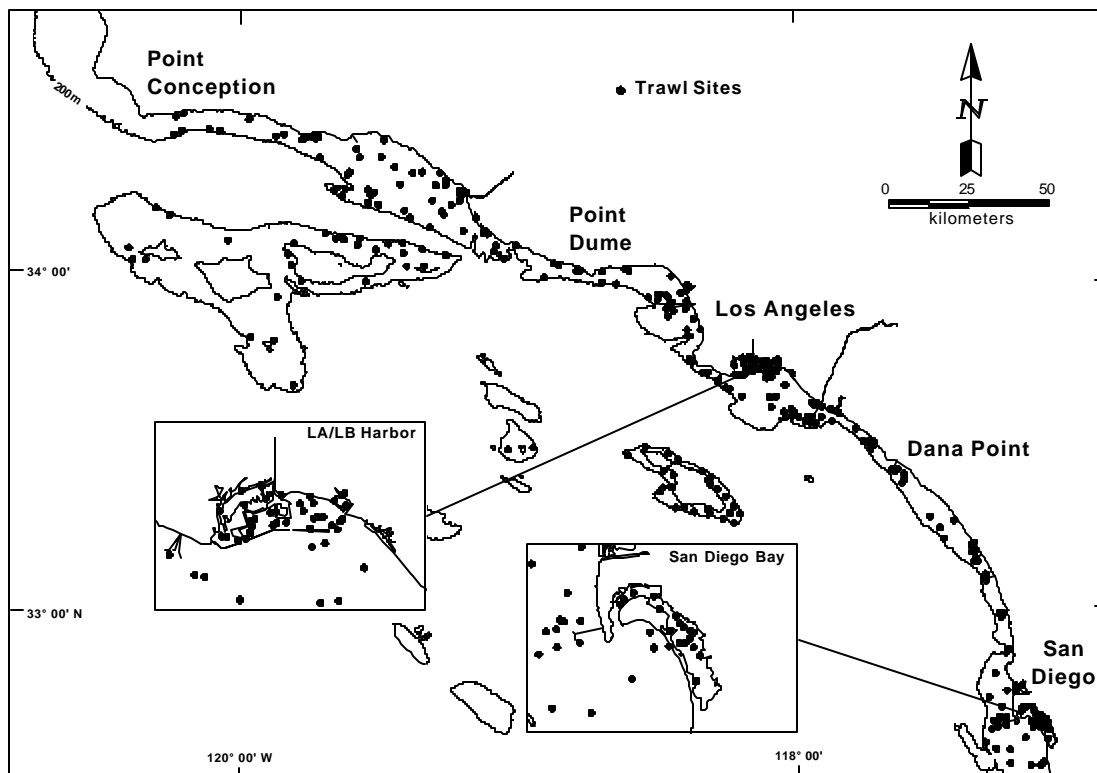 Point
Conception
200m
Trawl Sites
N
0 25 50
kilometers
Point
Dume
34° 00'
Los Angeles
LA/LB Harbor
Dana Point
San Diego Bay
33° 00' N
San
Diego
120° 00' W
118° 00'